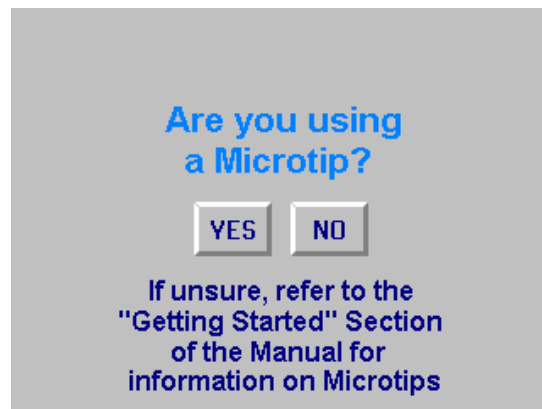 Are you using
a Microtip?
YES NO
If unsure, refer to the
"Getting Started" Section
of the Manual for
information on Microtips